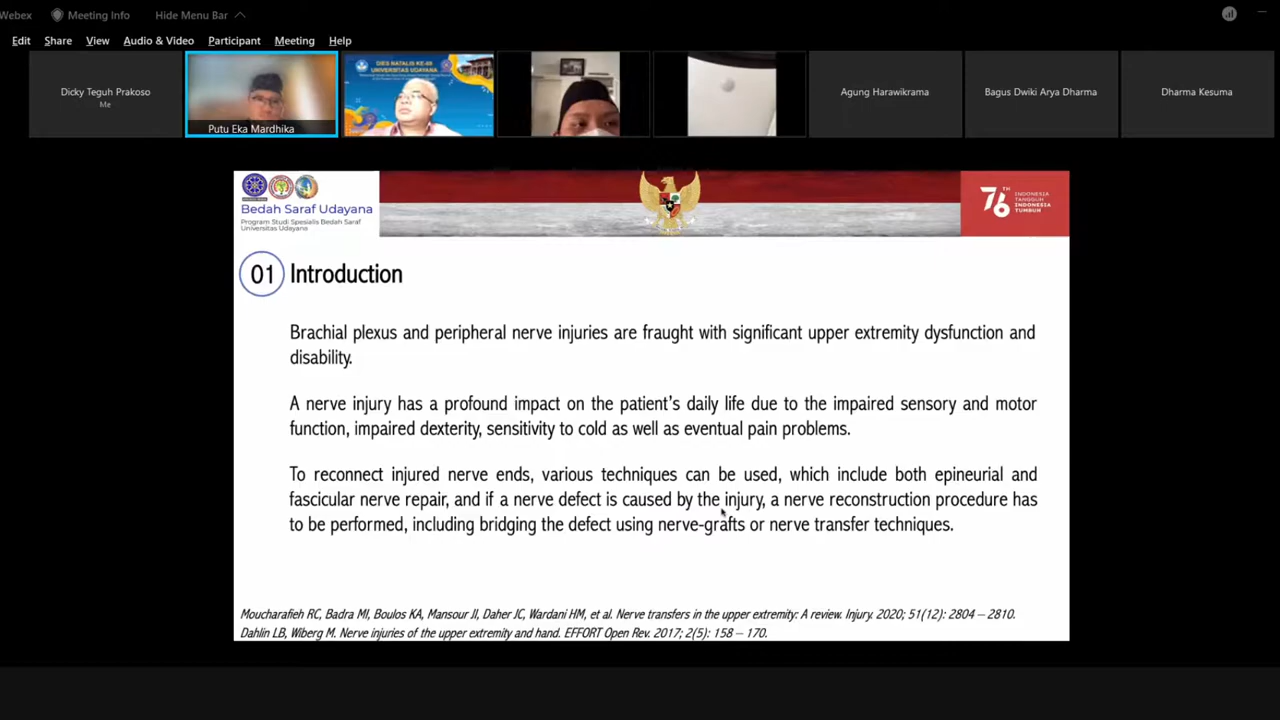 Webex
Meeting Info
Hide Menu Bar
Edit
Share
View
Audio & Video
Participant
Meeting
Help
Dicky Teguh Prakoso
Me
Putu Eka Mardhika
DIES NATALIS KE-
UNIVERSITAS UDAYANA
Agung Harawikrama
Bagus Dwiki Arya Dharma
Dharma Kesuma
Bedah Saraf Udayana
Program Studi Spesialis Bedah Saraf
Universitas Udayana
76TH
INDONESIA
TANGGUH
INDONESIA
TUMBUH
01 Introduction
Brachial plexus and peripheral nerve injuries are fraught with significant upper extremity dysfunction and
disability.
A nerve injury has a profound impact on the patient's daily life due to the impaired sensory and motor
function, impaired dexterity, sensitivity to cold as well as eventual pain problems.
To reconnect injured nerve ends, various techniques can be used, which include both epineurial and
fascicular nerve repair, and if a nerve defect is caused by the injury, a nerve reconstruction procedure has
to be performed, including bridging the defect using nerve-grafts or nerve transfer techniques.
Moucharafieh RC, Badra MI, Boulos KA, Mansour JI, Daher JC, Wardani HM, et al. Nerve transfers in the upper extremity: A review. Injury. 2020; 51(12): 2804 – 2810.
Dahlin LB, Wiberg M. Nerve injuries of the upper extremity and hand. EFFORT Open Rev. 2017; 2(5): 158 – 170.